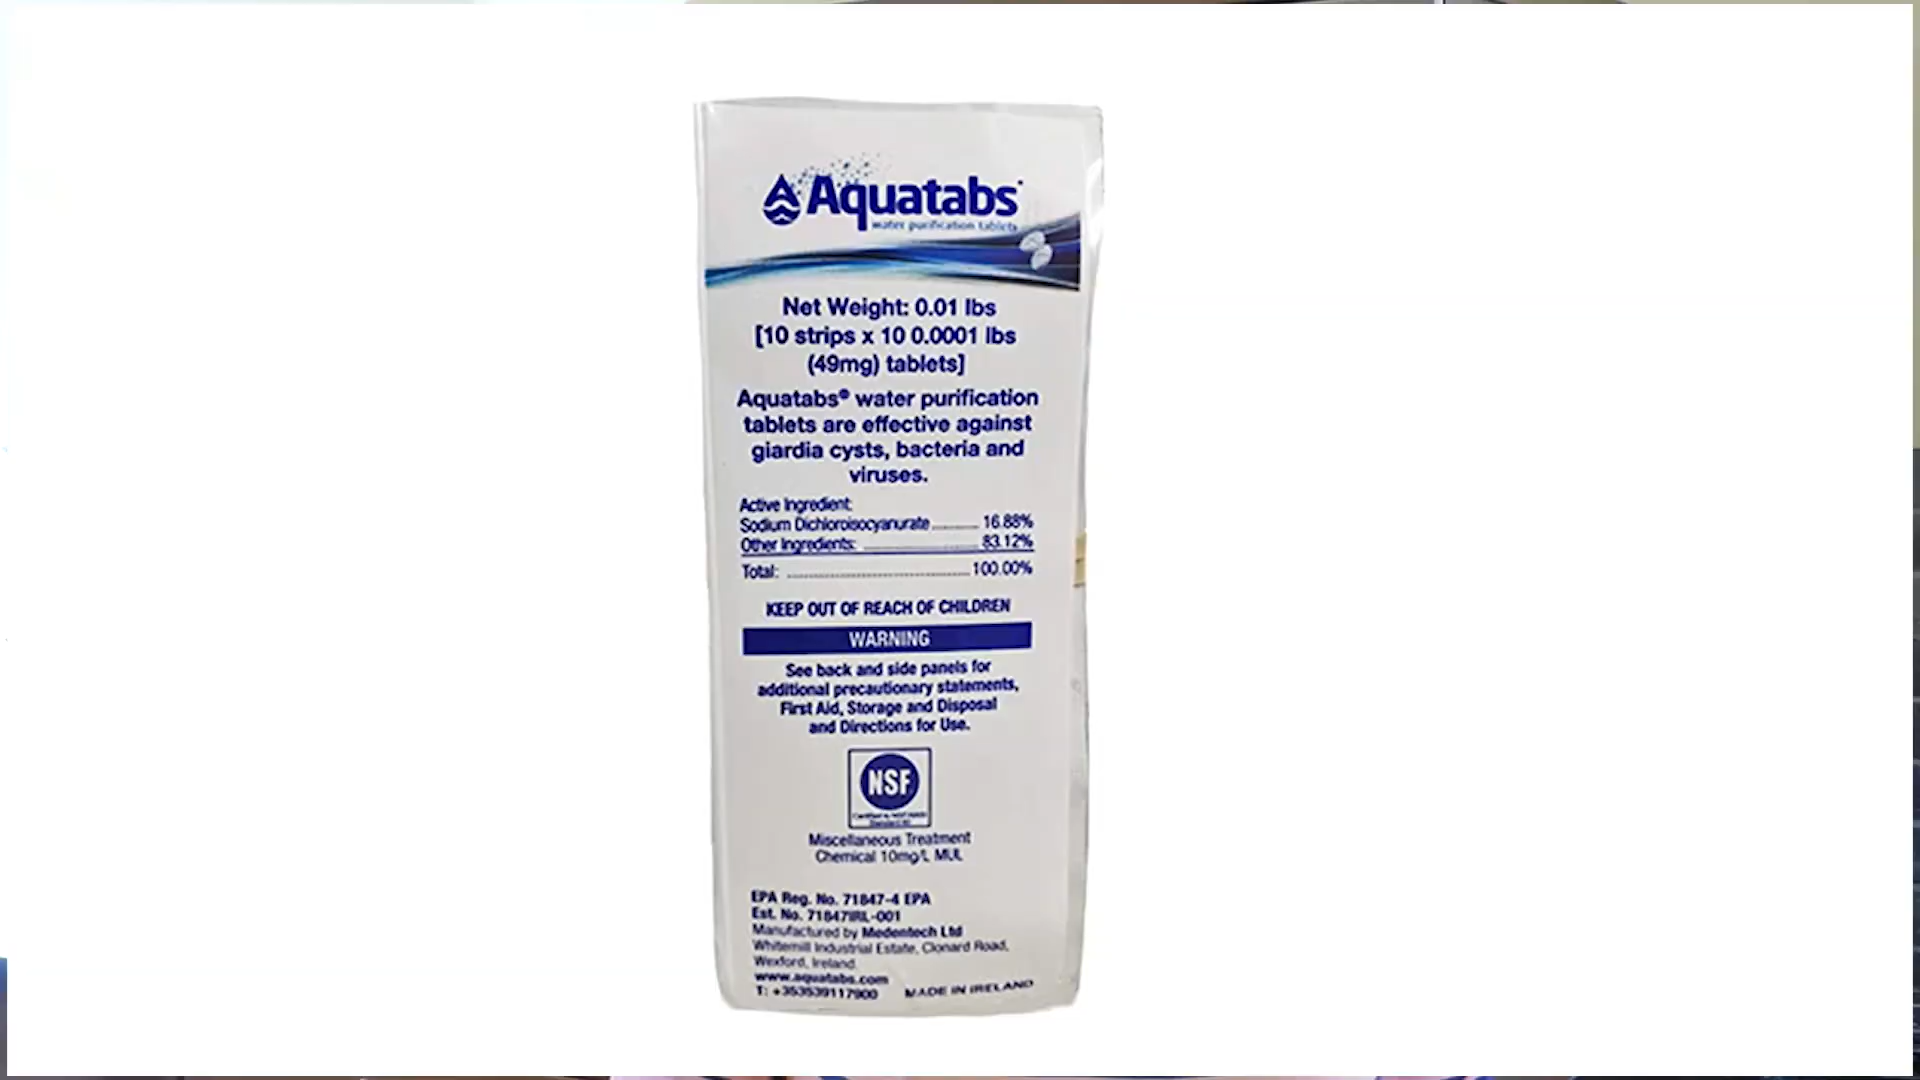 Aquatabs
water purification tablets
Net Weight: 0.01 lbs
[10 strips x 10 0.0001 lbs
(49mg) tablets]
Aquatabs® water purification
tablets are effective against
giardia cysts, bacteria and
viruses.
Active Ingredient:
Sodium Dichloroisocyanurate ........... 16.88%
Other Ingredients: ........................... 83.12%
Total: ........................................... 100.00%
KEEP OUT OF REACH OF CHILDREN
WARNING
See back and side panels for
additional precautionary statements,
First Aid, Storage and Disposal
and Directions for Use.
NSF
Miscellaneous Treatment
Chemical 10mg/L MUL
EPA Reg. No. 71847-4 EPA
Est. No. 71847IRL-001
Manufactured by Medentech Ltd
Whitemill Industrial Estate, Clonard Road,
Wexford, Ireland.
www.aquatabs.com
T: +353539117900 MADE IN IRELAND